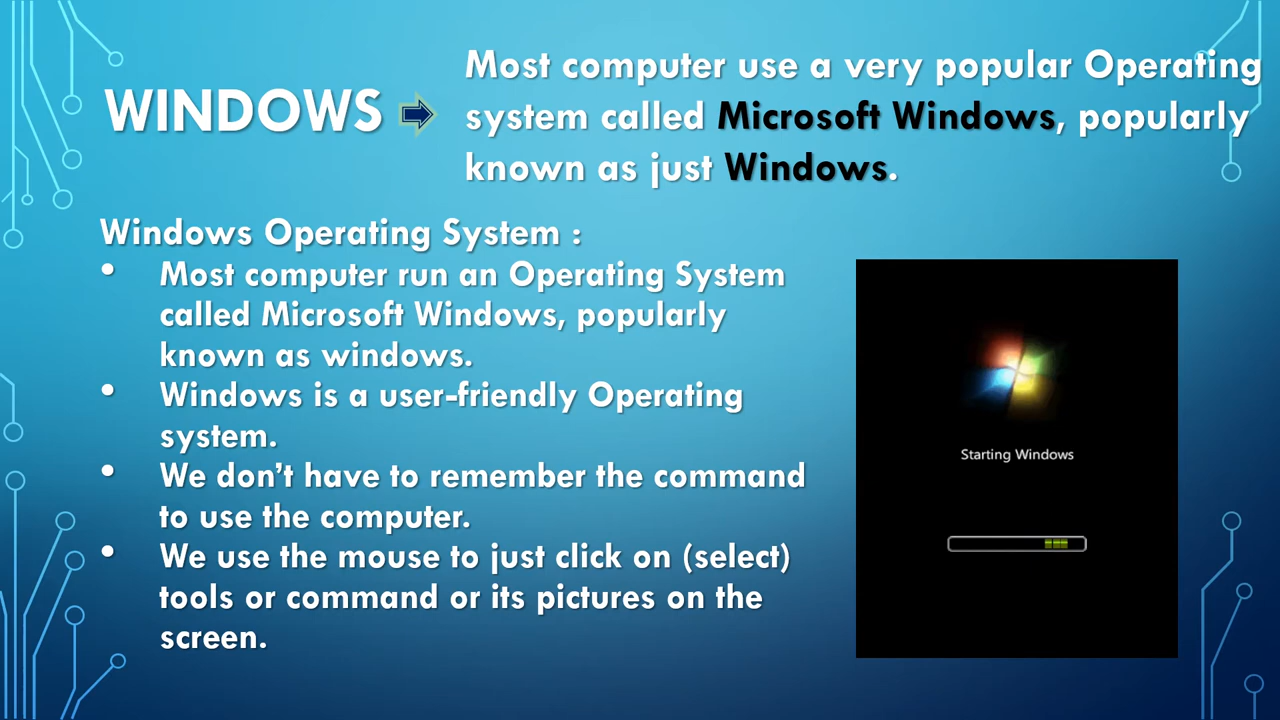 WINDOWS
Most computer use a very popular Operating
system called Microsoft Windows, popularly
known as just Windows.
Windows Operating System :
• Most computer run an Operating System
called Microsoft Windows, popularly
known as windows.
• Windows is a user-friendly Operating
system.
• We don’t have to remember the command
to use the computer.
• We use the mouse to just click on (select)
tools or command or its pictures on the
screen.
Starting Windows